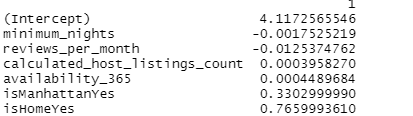 1
(Intercept) 4.1172565546
minimum_nights -0.0017525219
reviews_per_month -0.0125374762
calculated_host_listings_count 0.0003958270
availability_365 0.0004489684
isManhattanYes 0.3302999990
isHomeYes 0.7659993610